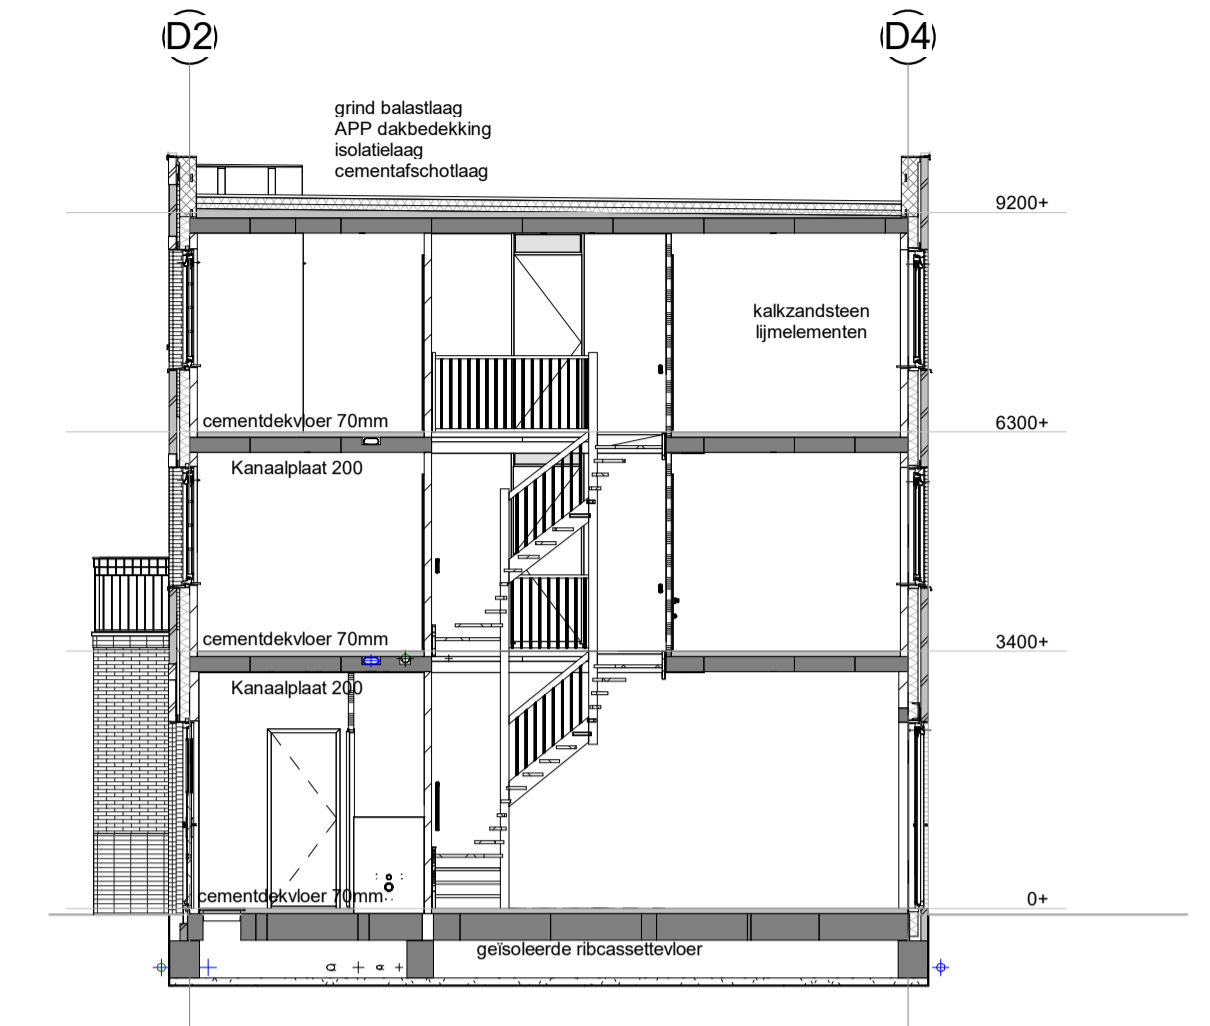 D2
D4
grind balastlaag
APP dakbedekking
isolatielaag
cementafschotlaag
9200+
kalkzandsteen
lijmelementen
cementdekvloer 70mm
6300+
Kanaalplaat 200
cementdekvloer 70mm
3400+
Kanaalplaat 200
cementdekvloer 70mm
0+
geïsoleerde ribcassettevloer